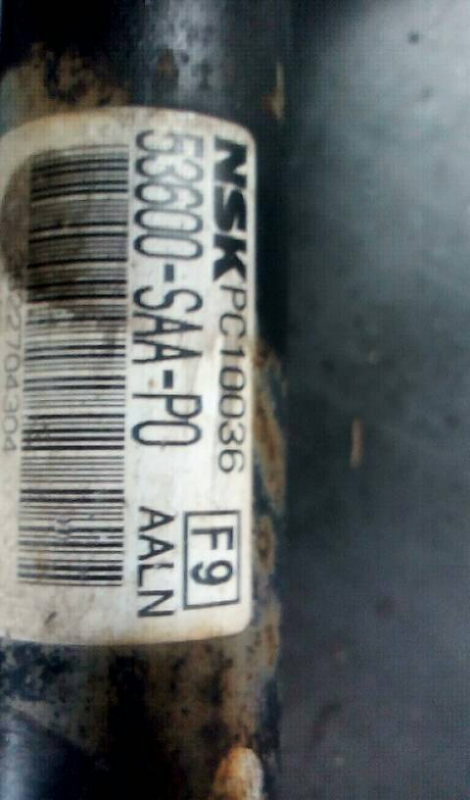 NSK PC10036 F9
53600-SAA-P0 AALN
22704304